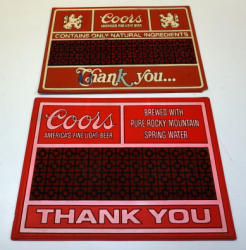 Coors
AMERICA'S FINE LIGHT BEER
CONTAINS ONLY NATURAL INGREDIENTS
Thank you...
Coors
AMERICA'S FINE LIGHT BEER
BREWED WITH
PURE ROCKY MOUNTAIN
SPRING WATER
THANK YOU